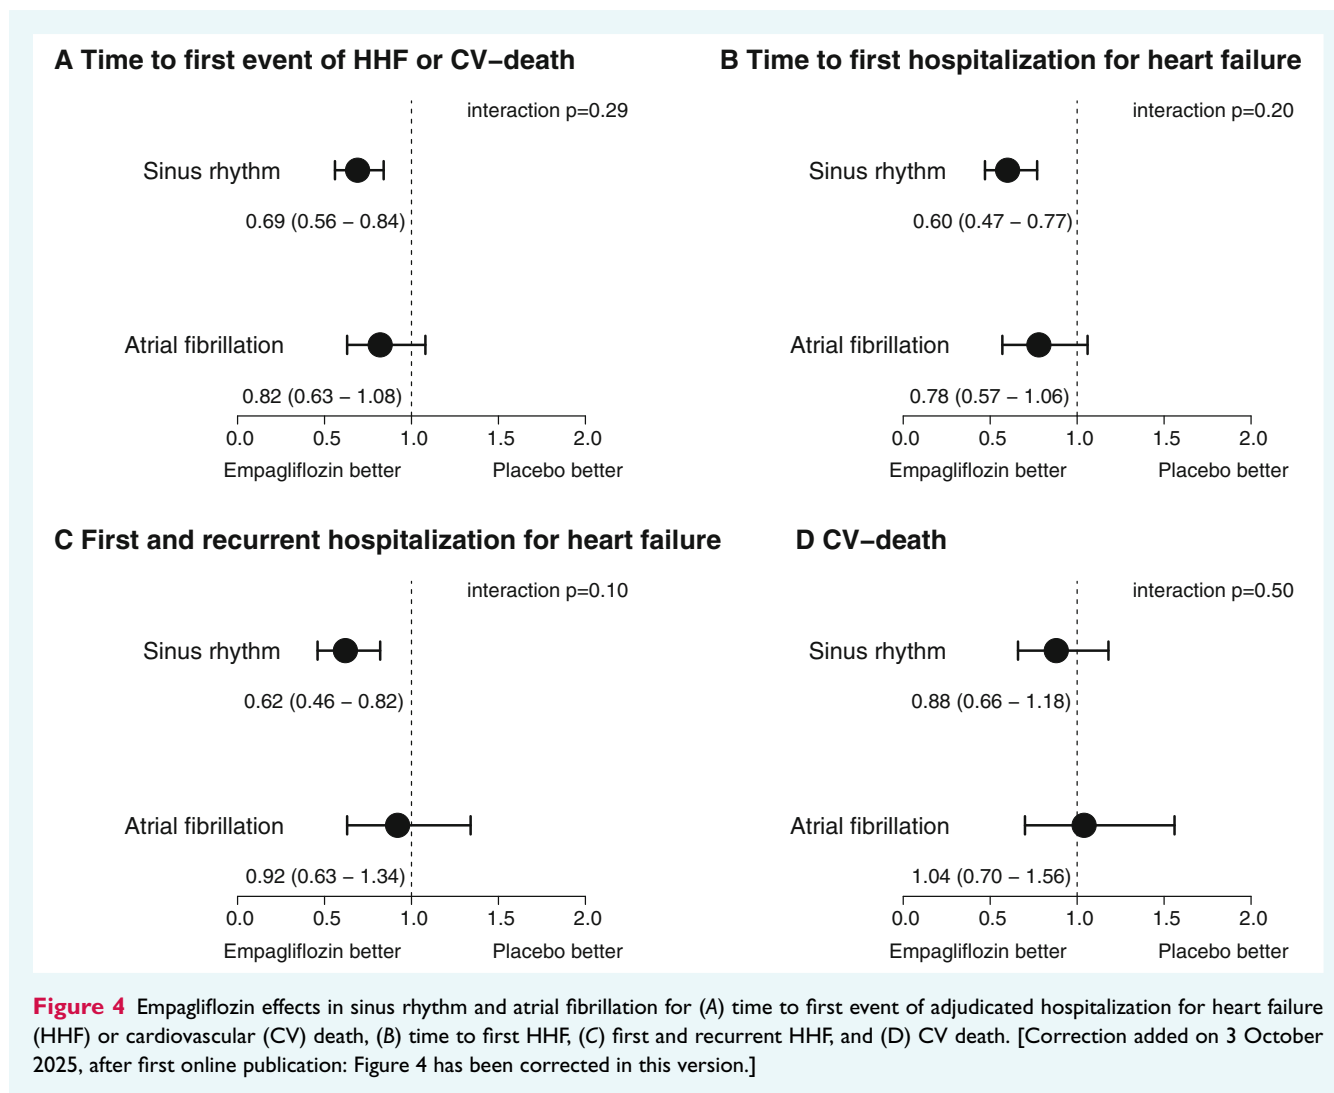 A Time to first event of HHF or CV−death
interaction p=0.29
Sinus rhythm
0.69 (0.56 − 0.84)
Atrial fibrillation
0.82 (0.63 − 1.08)
0.0 0.5 1.0 1.5 2.0
Empagliflozin better Placebo better
B Time to first hospitalization for heart failure
interaction p=0.20
Sinus rhythm
0.60 (0.47 − 0.77)
Atrial fibrillation
0.78 (0.57 − 1.06)
0.0 0.5 1.0 1.5 2.0
Empagliflozin better Placebo better
C First and recurrent hospitalization for heart failure
interaction p=0.10
Sinus rhythm
0.62 (0.46 − 0.82)
Atrial fibrillation
0.92 (0.63 − 1.34)
0.0 0.5 1.0 1.5 2.0
Empagliflozin better Placebo better
D CV−death
interaction p=0.50
Sinus rhythm
0.88 (0.66 − 1.18)
Atrial fibrillation
1.04 (0.70 − 1.56)
0.0 0.5 1.0 1.5 2.0
Empagliflozin better Placebo better
Figure 4 Empagliflozin effects in sinus rhythm and atrial fibrillation for (A) time to first event of adjudicated hospitalization for heart failure
(HHF) or cardiovascular (CV) death, (B) time to first HHF, (C) first and recurrent HHF, and (D) CV death. [Correction added on 3 October
2025, after first online publication: Figure 4 has been corrected in this version.]